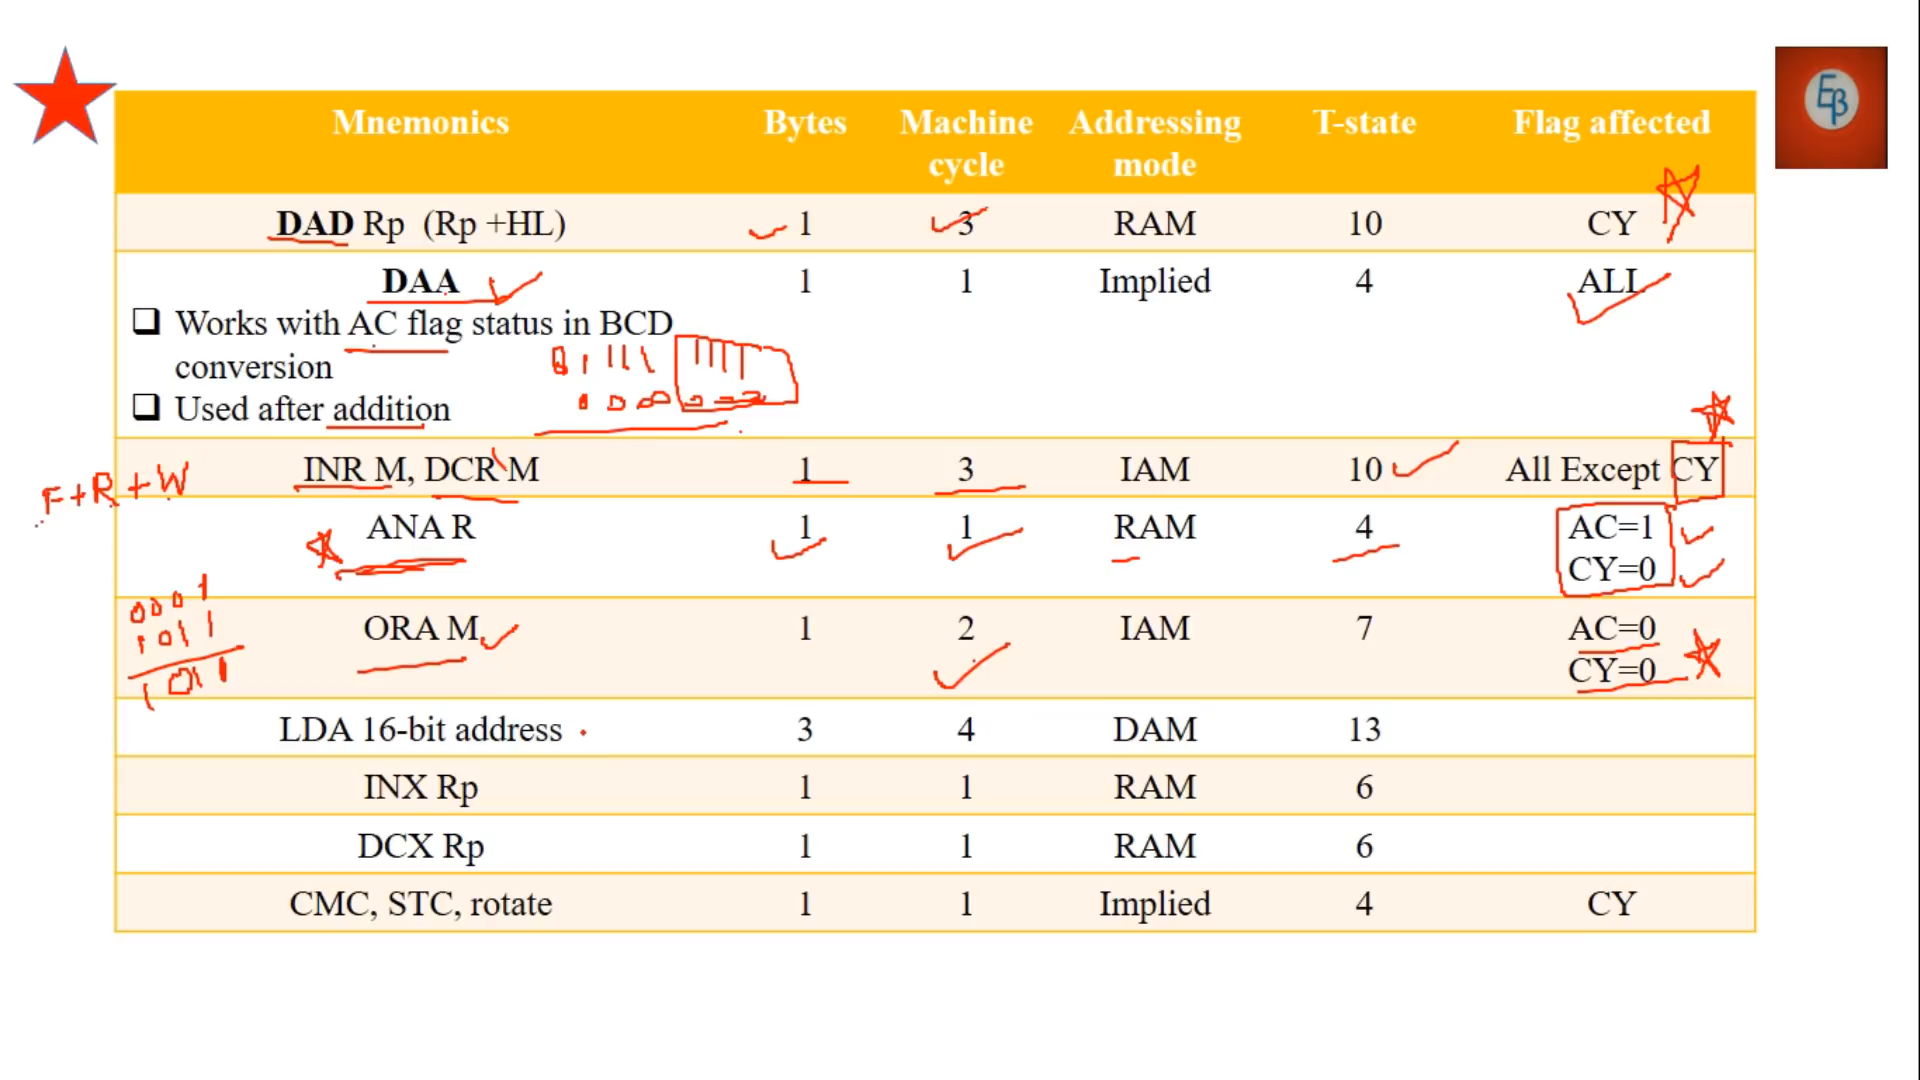 Mnemonics Bytes Machine cycle Addressing mode T-state Flag affected
DAD Rp (Rp +HL) 1 3 RAM 10 CY
DAA 1 1 Implied 4 ALL
Works with AC flag status in BCD
conversion
Used after addition
INR M, DCR M 1 3 IAM 10 All Except CY
F+R+W
ANA R 1 1 RAM 4 AC=1
CY=0
0001
1011
1011
ORA M 1 2 IAM 7 AC=0
CY=0
LDA 16-bit address 3 4 DAM 13
INX Rp 1 1 RAM 6
DCX Rp 1 1 RAM 6
CMC, STC, rotate 1 1 Implied 4 CY
Eβ